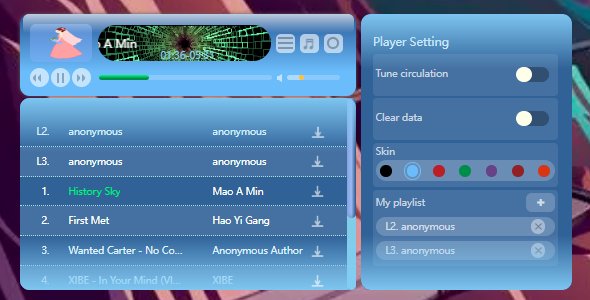 o A Min
01:36-09:01
L2. anonymous anonymous
L3. anonymous anonymous
1. History Sky Mao A Min
2. First Met Hao Yi Gang
3. Wanted Carter - No Co... Anonymous Author
4. XIBE - In Your Mind (VI... XIBE
Player Setting
Tune circulation
Clear data
Skin
My playlist +
L2. anonymous
L3. anonymous